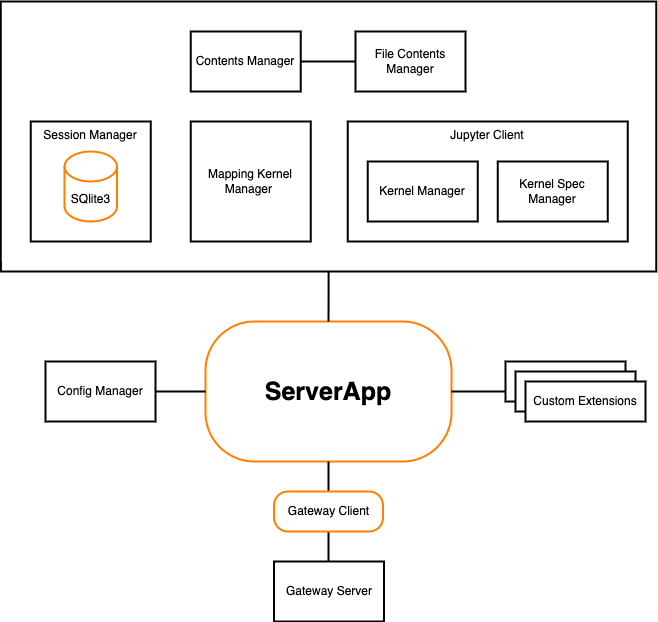 Contents Manager
File Contents
Manager
Session Manager
SQlite3
Mapping Kernel
Manager
Jupyter Client
Kernel Manager
Kernel Spec
Manager
Config Manager
ServerApp
Custom Extensions
Gateway Client
Gateway Server